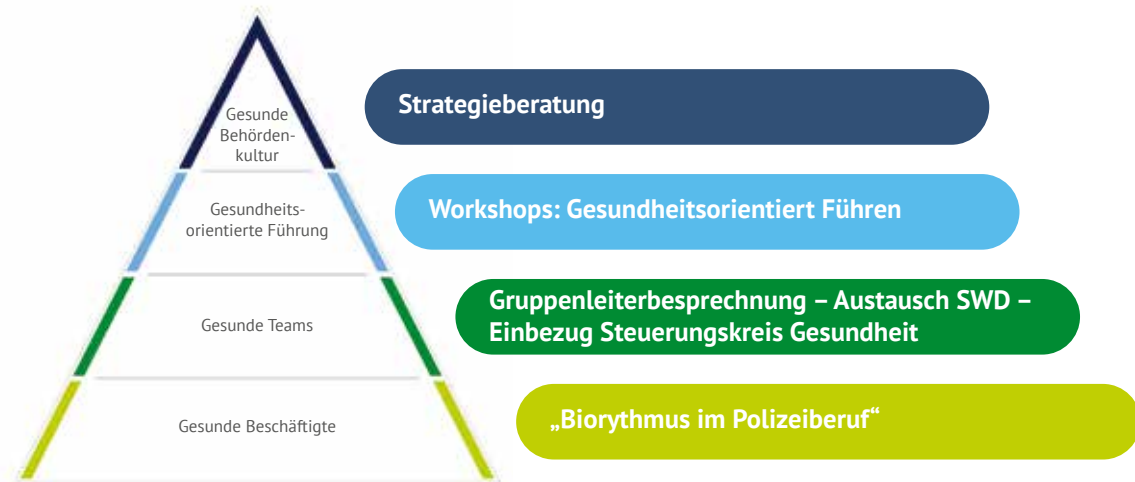 Gesunde
Behörden-
kultur
Strategieberatung
Gesundheits-
orientierte Führung
Workshops: Gesundheitsorientiert Führen
Gesunde Teams
Gruppenleiterbesprechnung – Austausch SWD –
Einbezug Steuerungskreis Gesundheit
Gesunde Beschäftigte
„Biorythmus im Polizeiberuf“